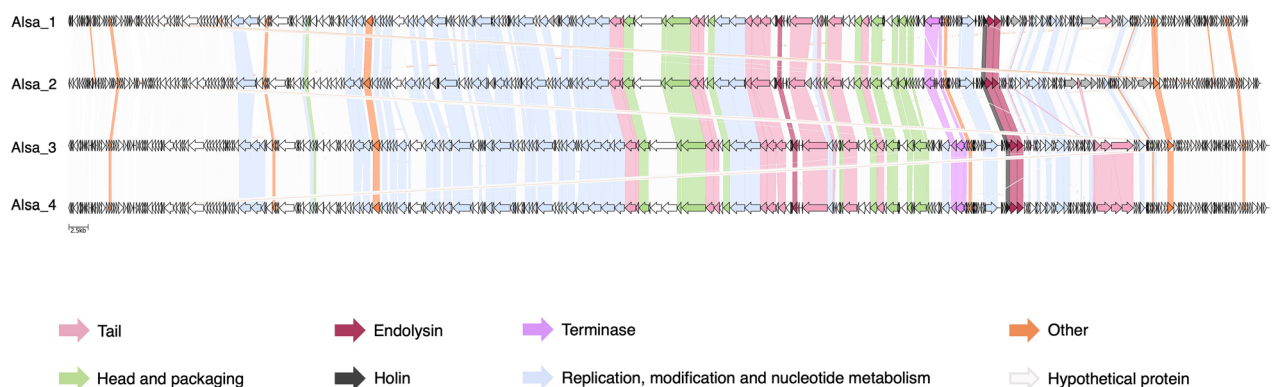 Alsa_1
Alsa_2
Alsa_3
Alsa_4
2.5kb
Tail
Endolysin
Terminase
Other
Head and packaging
Holin
Replication, modification and nucleotide metabolism
Hypothetical protein